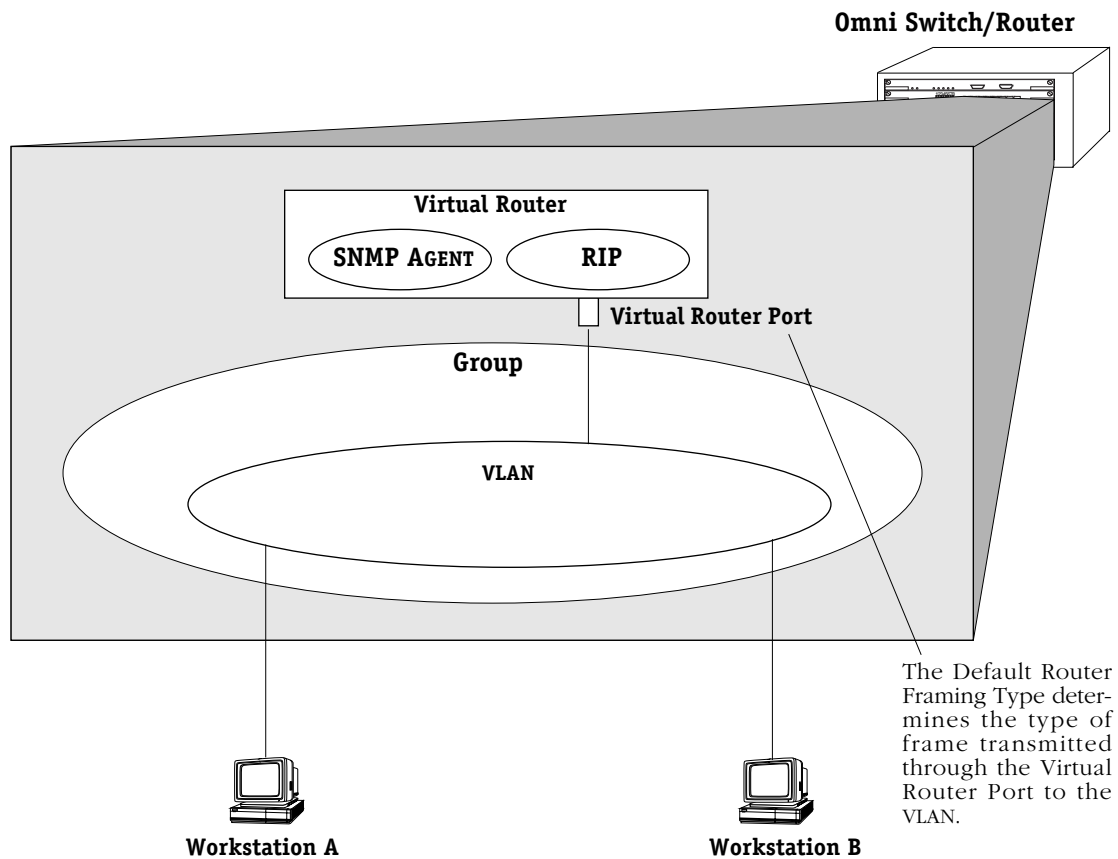 Omni Switch/Router
Virtual Router
SNMP AGENT
RIP
Virtual Router Port
Group
VLAN
The Default Router
Framing Type deter-
mines the type of
frame transmitted
through the Virtual
Router Port to the
VLAN.
Workstation A
Workstation B